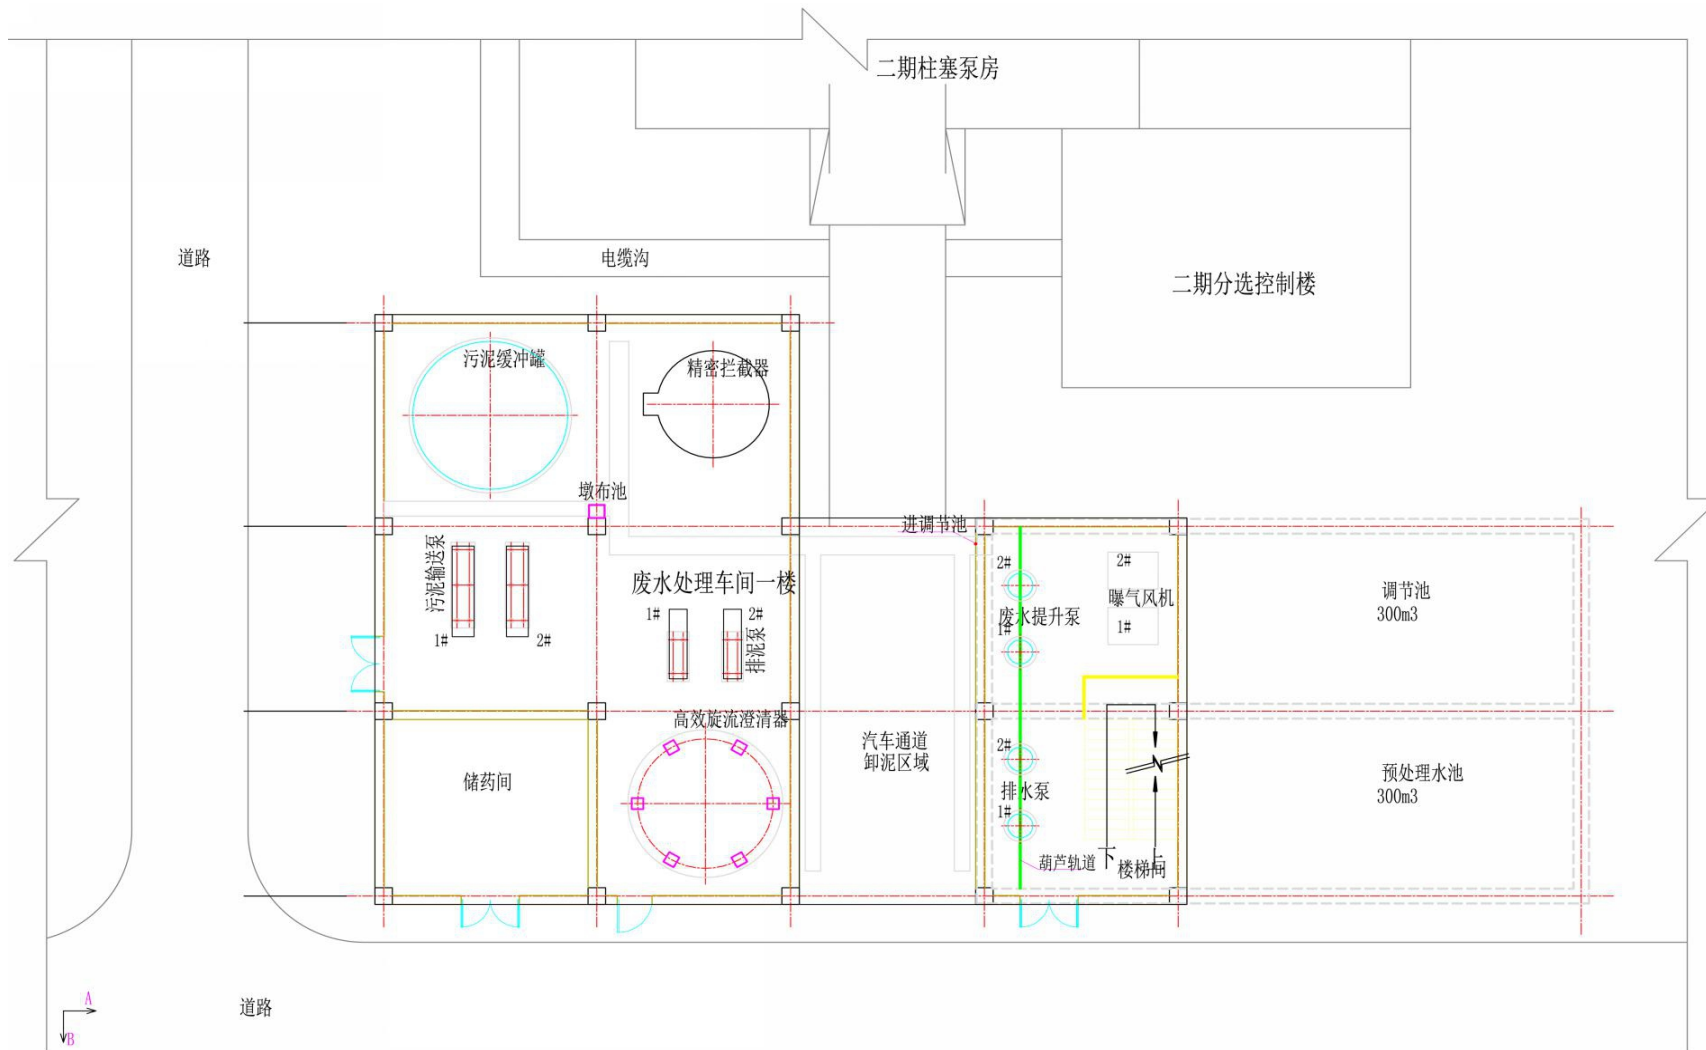 二期柱塞泵房
道路
电缆沟
二期分选控制楼
污泥缓冲罐
精密拦截器
墩布池
进调节池
污泥输送泵
1#
2#
废水处理车间一楼
1#
2#
排泥泵
2#
废水提升泵
1#
2#
曝气风机
1#
调节池
300m3
高效旋流澄清器
储药间
汽车通道
卸泥区域
2#
排水泵
1#
葫芦轨道
下
上
楼梯间
预处理水池
300m3
道路
A
B